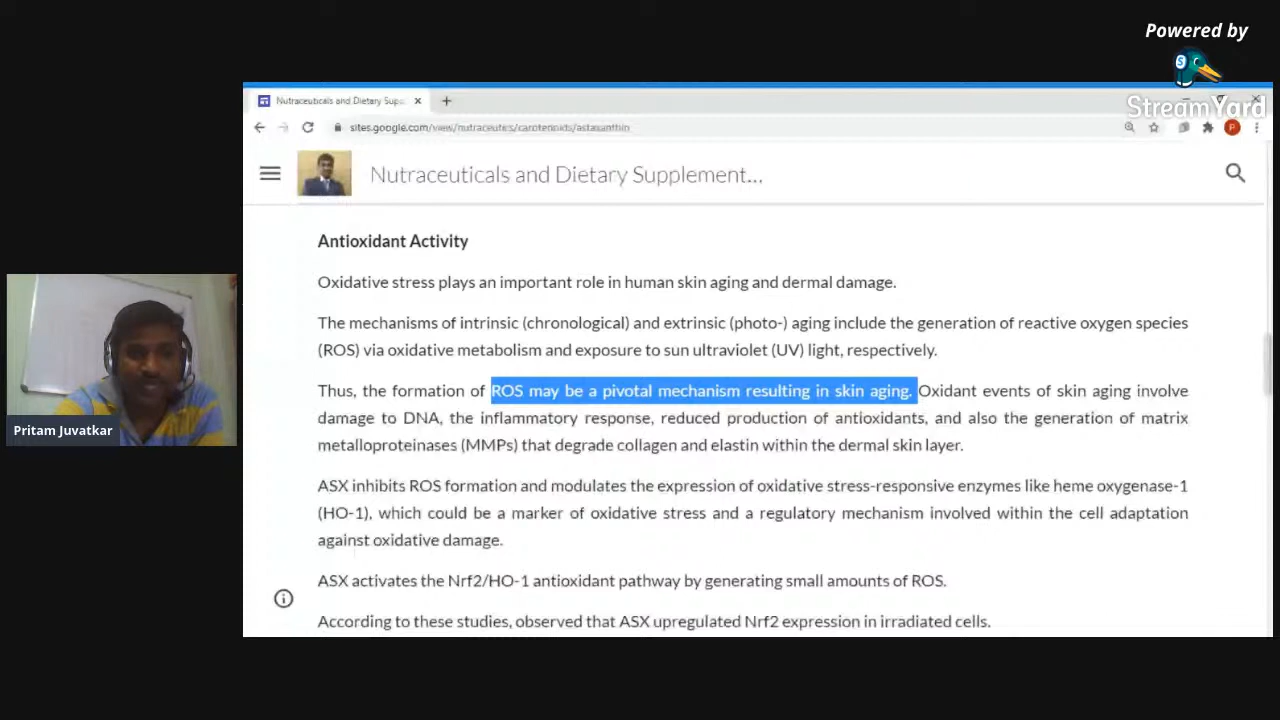 Powered by
StreamYard
Nutraceuticals and Dietary Supp
sites.google.com/view/nutraceutics/carotenoids/astaxanthin
P
Nutraceuticals and Dietary Supplement...
Antioxidant Activity
Oxidative stress plays an important role in human skin aging and dermal damage.
The mechanisms of intrinsic (chronological) and extrinsic (photo-) aging include the generation of reactive oxygen species
(ROS) via oxidative metabolism and exposure to sun ultraviolet (UV) light, respectively.
Thus, the formation of ROS may be a pivotal mechanism resulting in skin aging. Oxidant events of skin aging involve
damage to DNA, the inflammatory response, reduced production of antioxidants, and also the generation of matrix
metalloproteinases (MMPs) that degrade collagen and elastin within the dermal skin layer.
Pritam Juvatkar
ASX inhibits ROS formation and modulates the expression of oxidative stress-responsive enzymes like heme oxygenase-1
(HO-1), which could be a marker of oxidative stress and a regulatory mechanism involved within the cell adaptation
against oxidative damage.
ASX activates the Nrf2/HO-1 antioxidant pathway by generating small amounts of ROS.
According to these studies, observed that ASX upregulated Nrf2 expression in irradiated cells.